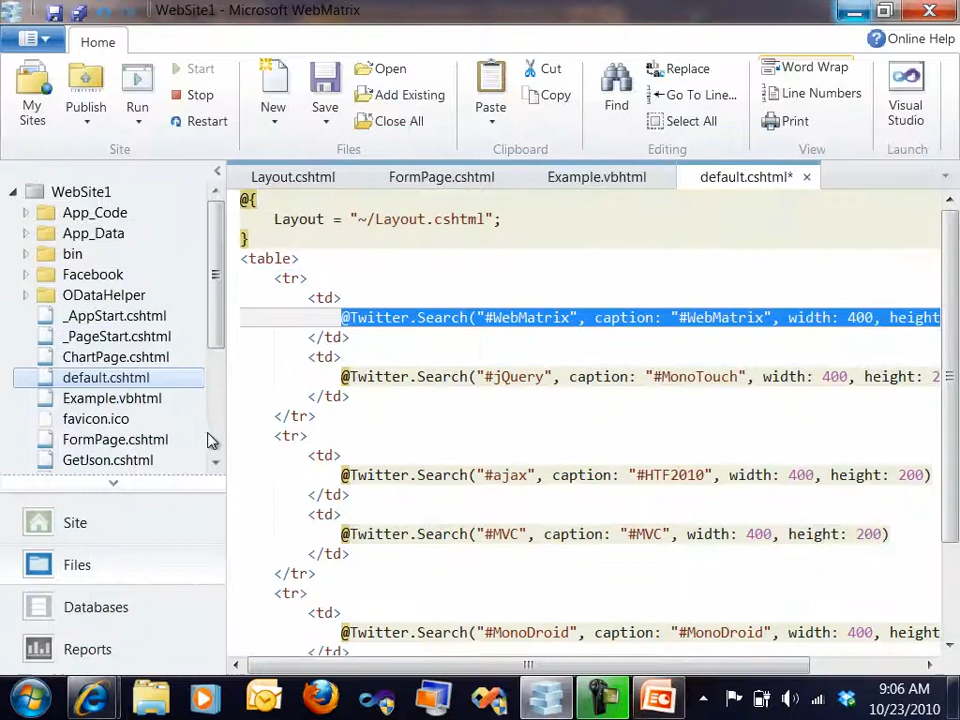 WebSite1 - Microsoft WebMatrix
Home
Online Help
My Sites
Publish
Run
Start
Stop
Restart
Site
New
Save
Open
Add Existing
Close All
Files
Paste
Cut
Copy
Clipboard
Find
Replace
Go To Line...
Select All
Editing
Word Wrap
Line Numbers
Print
View
Visual Studio
Launch
WebSite1
App_Code
App_Data
bin
Facebook
ODataHelper
_AppStart.cshtml
_PageStart.cshtml
ChartPage.cshtml
default.cshtml
Example.vbhtml
favicon.ico
FormPage.cshtml
GetJson.cshtml
Site
Files
Databases
Reports
Layout.cshtml FormPage.cshtml Example.vbhtml default.cshtml* ×
@{
Layout = "~/Layout.cshtml";
}
<table>
<tr>
<td>
@Twitter.Search("#WebMatrix", caption: "#WebMatrix", width: 400, height
</td>
<td>
@Twitter.Search("#jQuery", caption: "#MonoTouch", width: 400, height: 2
</td>
</tr>
<tr>
<td>
@Twitter.Search("#ajax", caption: "#HTF2010", width: 400, height: 200)
</td>
<td>
@Twitter.Search("#MVC", caption: "#MVC", width: 400, height: 200)
</td>
</tr>
<tr>
<td>
@Twitter.Search("#MonoDroid", caption: "#MonoDroid", width: 400, height
</td>
9:06 AM
10/23/2010